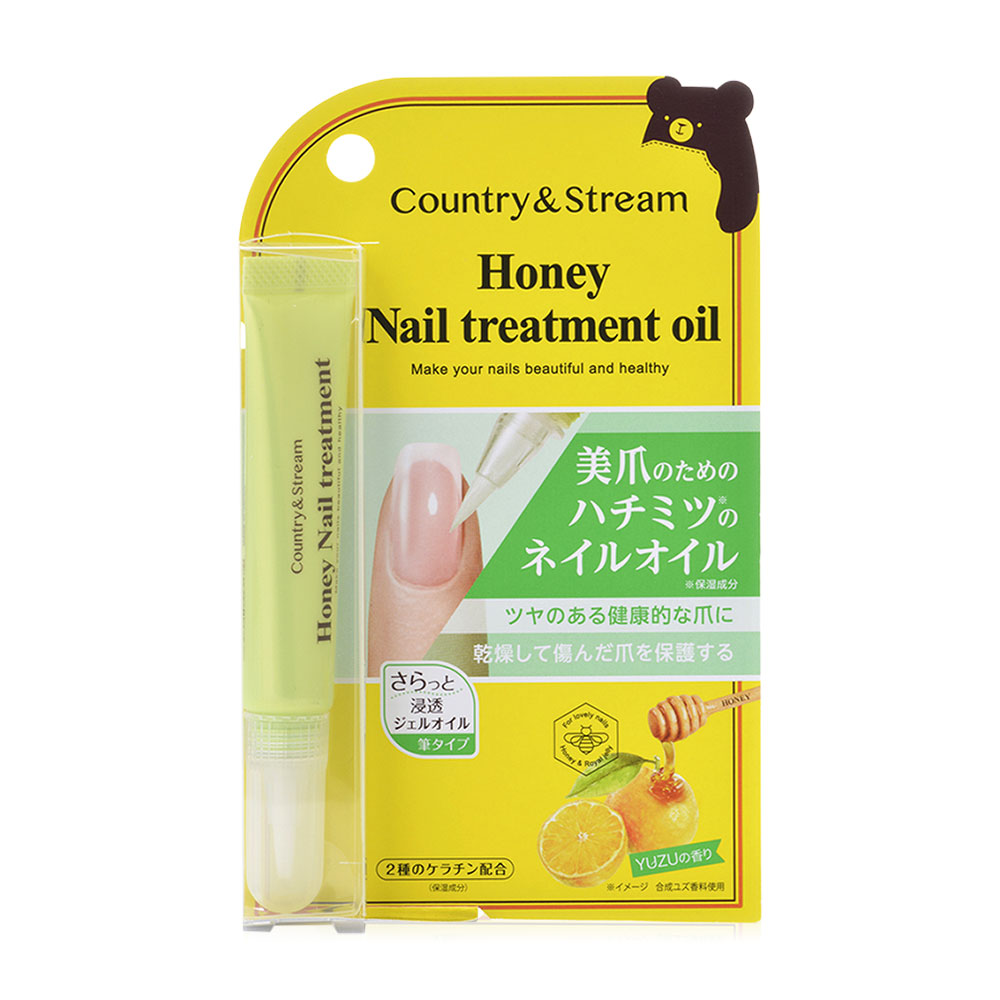 Country&Stream
Honey
Nail treatment oil
Make your nails beautiful and healthy
Country&Stream
Honey Nail treatment
Make your nails beautiful and healthy
美爪のための
ハチミツ※の
ネイルオイル
※保湿成分
ツヤのある健康的な爪に
乾燥して傷んだ爪を保護する
さらっと
浸透
ジェルオイル
筆タイプ
For lovely nails
Honey & Royal jelly
HONEY
YUZUの香り
2種のケラチン配合
(保湿成分)
※イメージ 合成ユズ香料使用